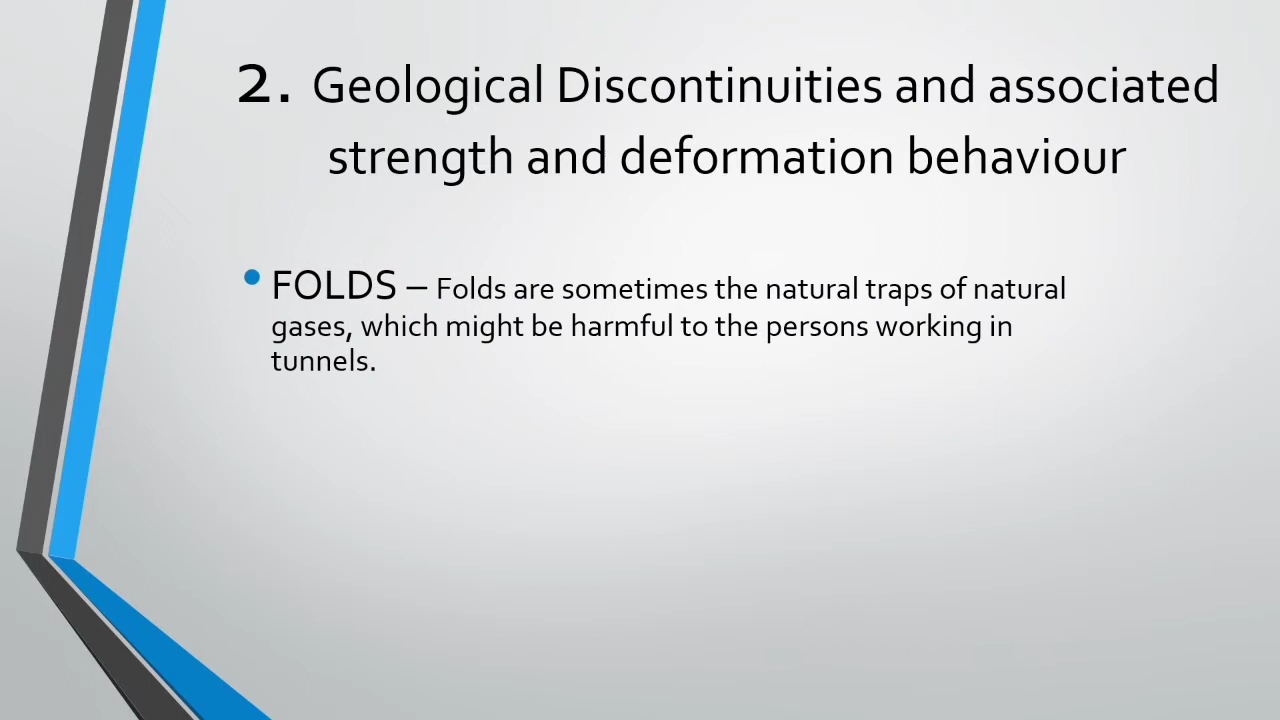 2. Geological Discontinuities and associated
strength and deformation behaviour
• FOLDS – Folds are sometimes the natural traps of natural
gases, which might be harmful to the persons working in
tunnels.